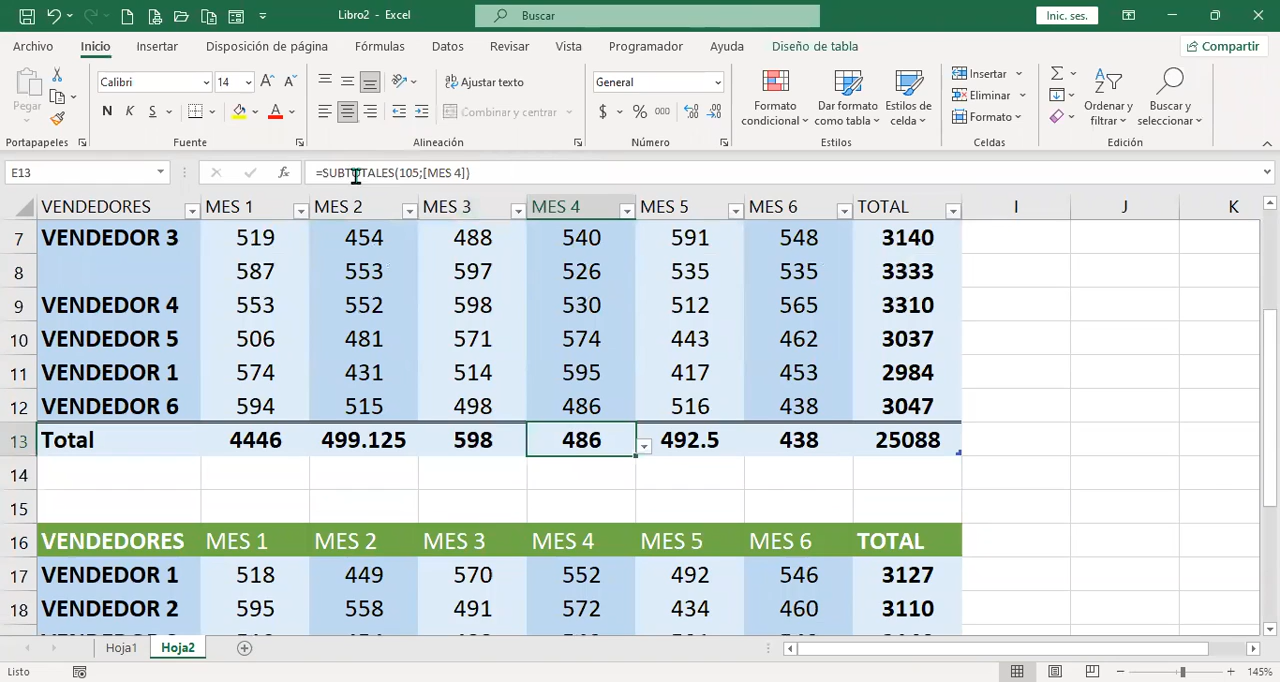 Libro2 - Excel
Buscar
Inic. ses.
Archivo Inicio Insertar Disposición de página Fórmulas Datos Revisar Vista Programador Ayuda Diseño de tabla Compartir
Pegar
Calibri 14
N K S
Ajustar texto
Combinar y centrar
General
$ % 000
Formato condicional
Dar formato como tabla
Estilos de celda
Insertar
Eliminar
Formato
Ordenar y filtrar
Buscar y seleccionar
Portapapeles Fuente Alineación Número Estilos Celdas Edición
E13 fx =SUBTOTALES(105;[MES 4])
VENDEDORES MES 1 MES 2 MES 3 MES 4 MES 5 MES 6 TOTAL I J K
7 VENDEDOR 3 519 454 488 540 591 548 3140
8 587 553 597 526 535 535 3333
9 VENDEDOR 4 553 552 598 530 512 565 3310
10 VENDEDOR 5 506 481 571 574 443 462 3037
11 VENDEDOR 1 574 431 514 595 417 453 2984
12 VENDEDOR 6 594 515 498 486 516 438 3047
13 Total 4446 499.125 598 486 492.5 438 25088
14
15
16 VENDEDORES MES 1 MES 2 MES 3 MES 4 MES 5 MES 6 TOTAL
17 VENDEDOR 1 518 449 570 552 492 546 3127
18 VENDEDOR 2 595 558 491 572 434 460 3110
Hoja1 Hoja2
Listo 145%